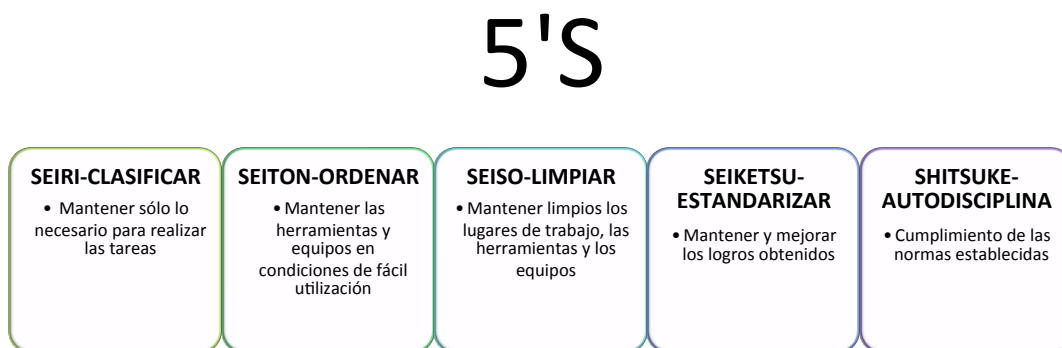 5'S
SEIRI-CLASIFICAR
• Mantener sólo lo
necesario para realizar
las tareas
SEITON-ORDENAR
• Mantener las
herramientas y
equipos en
condiciones de fácil
utilización
SEISO-LIMPIAR
• Mantener limpios los
lugares de trabajo, las
herramientas y los
equipos
SEIKETSU-
ESTANDARIZAR
• Mantener y mejorar
los logros obtenidos
SHITSUKE-
AUTODISCIPLINA
• Cumplimiento de las
normas establecidas